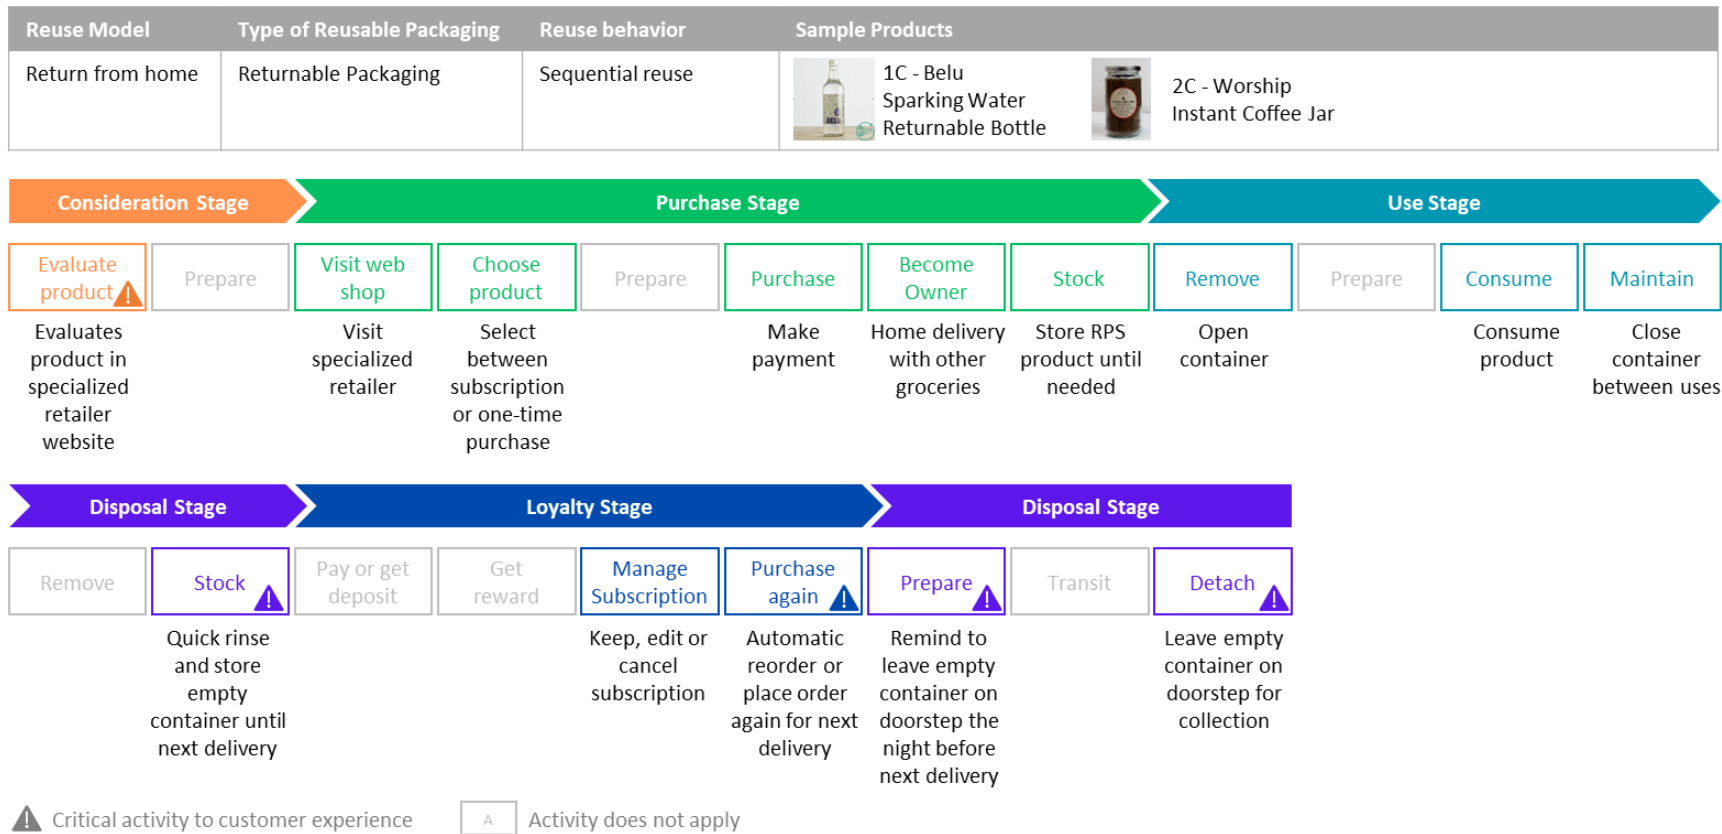 Reuse Model
Type of Reusable Packaging
Reuse behavior
Sample Products
Return from home
Returnable Packaging
Sequential reuse
1C - Belu
Sparking Water
Returnable Bottle
2C - Worship
Instant Coffee Jar
Consideration Stage
Purchase Stage
Use Stage
Evaluate
product
Prepare
Visit web
shop
Choose
product
Prepare
Purchase
Become
Owner
Stock
Remove
Prepare
Consume
Maintain
Evaluates
product in
specialized
retailer
website
Visit
specialized
retailer
Select
between
subscription
or one-time
purchase
Make
payment
Home delivery
with other
groceries
Store RPS
product until
needed
Open
container
Consume
product
Close
container
between uses
Disposal Stage
Loyalty Stage
Disposal Stage
Remove
Stock
Pay or get
deposit
Get
reward
Manage
Subscription
Purchase
again
Prepare
Transit
Detach
Quick rinse
and store
empty
container until
next delivery
Keep, edit or
cancel
subscription
Automatic
reorder or
place order
again for next
delivery
Remind to
leave empty
container on
doorstep the
night before
next delivery
Leave empty
container on
doorstep for
collection
Critical activity to customer experience
A
Activity does not apply